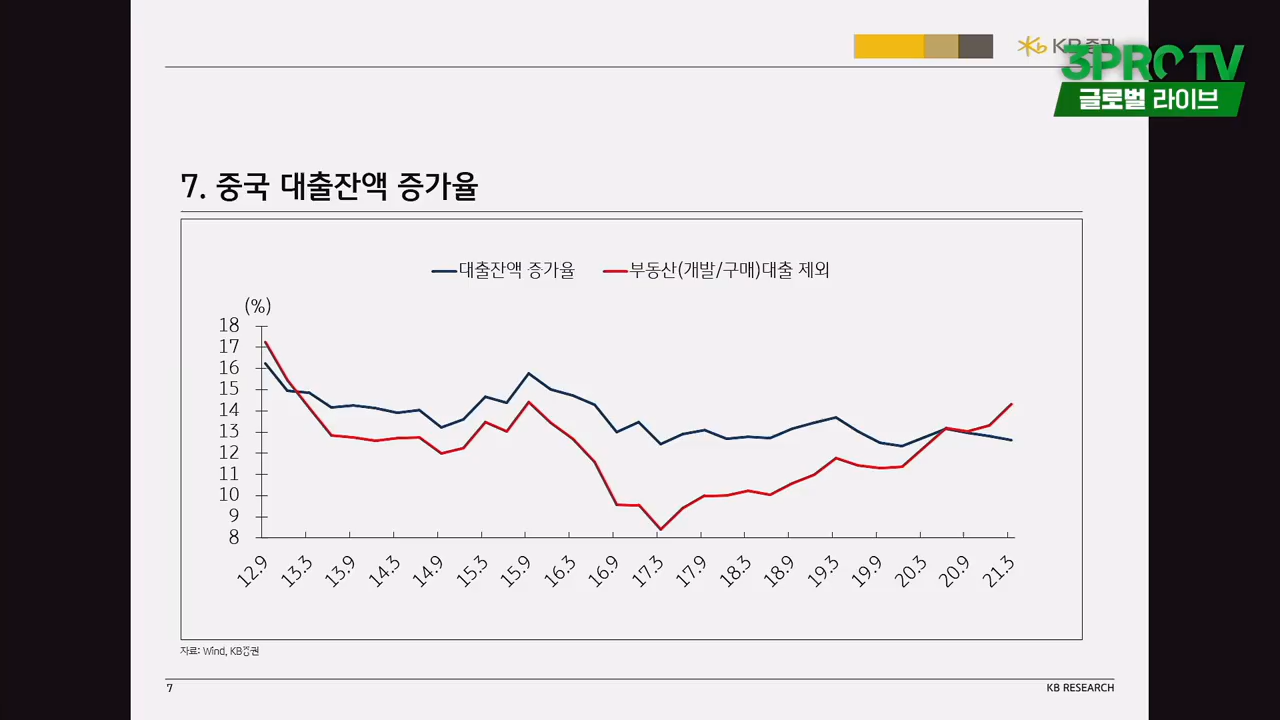 KB증권
3PRO TV
글로벌 라이브
7. 중국 대출잔액 증가율
대출잔액 증가율 부동산(개발/구매)대출 제외
(%)
18
17
16
15
14
13
12
11
10
9
8
12.9 13.3 13.9 14.3 14.9 15.3 15.9 16.3 16.9 17.3 17.9 18.3 18.9 19.3 19.9 20.3 20.9 21.3
자료: Wind, KB증권
7 KB RESEARCH